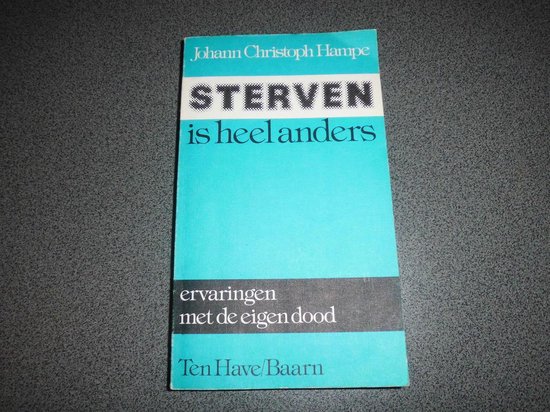 Johann Christoph Hampe
STERVEN
is heel anders
ervaringen
met de eigen dood
Ten Have/Baarn